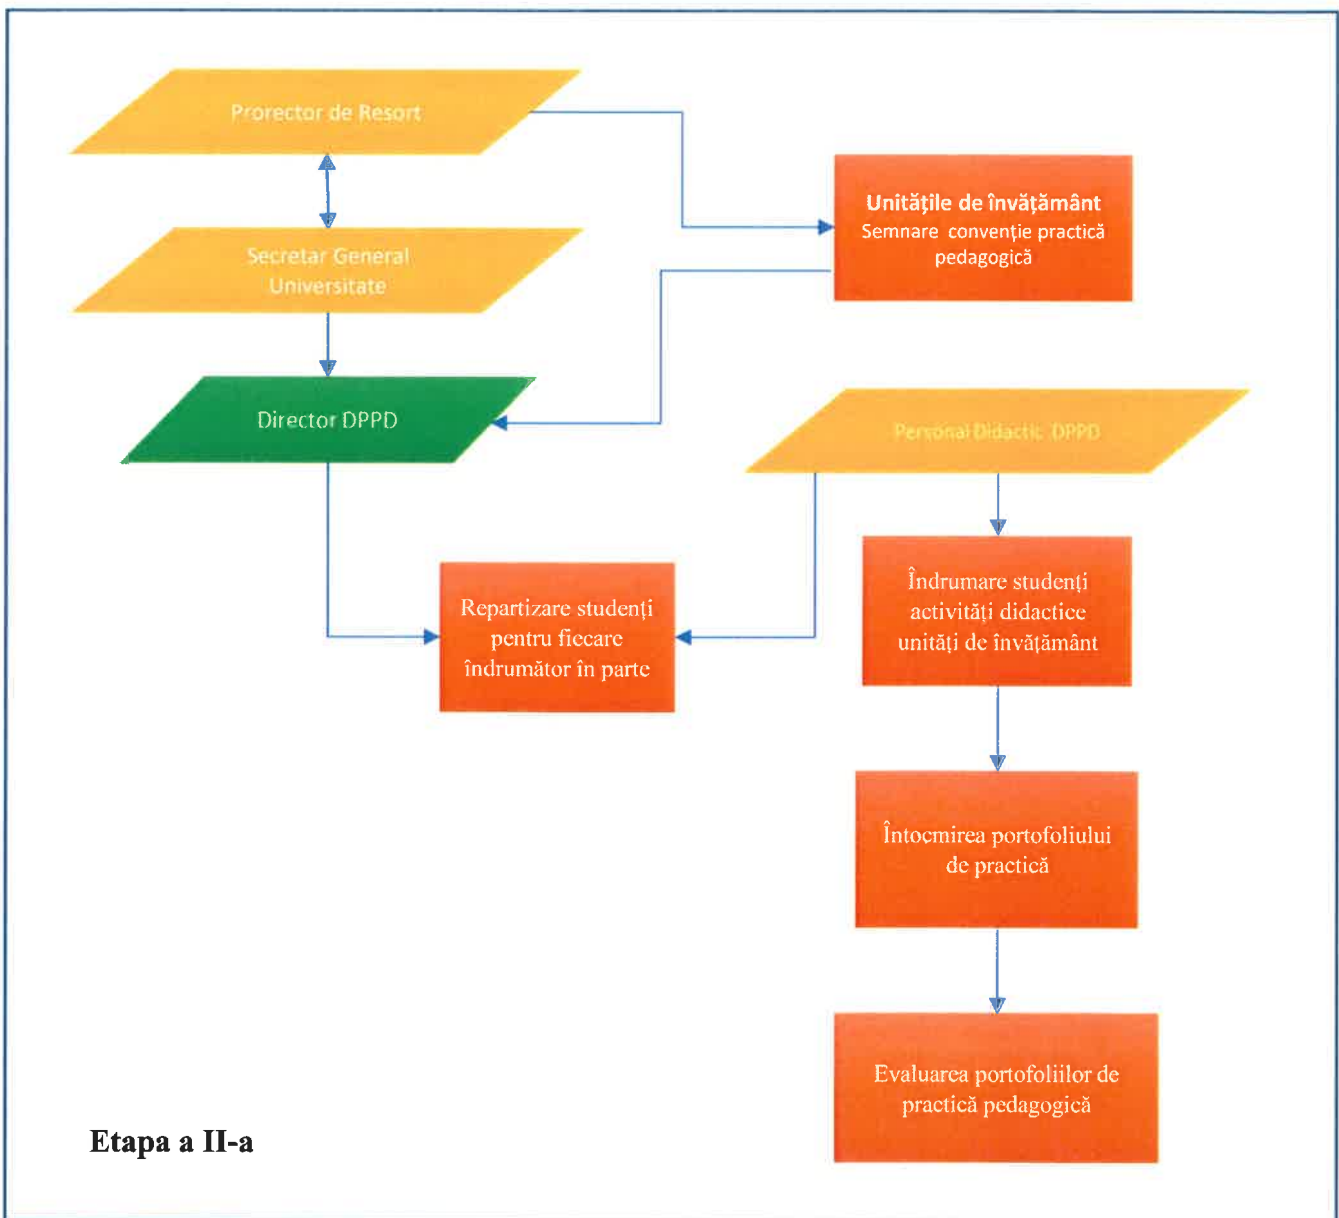 Prorector de Resort
Unitățile de învățământ
Semnare convenție practică
pedagogică
Secretar General
Universitate
Director DPPD
Personal Didactic DPPD
Îndrumare studenți
activități didactice
unități de învățământ
Repartizare studenți
pentru fiecare
îndrumător în parte
Întocmirea portofoliului
de practică
Evaluarea portofoliilor de
practică pedagogică
Etapa a II-a